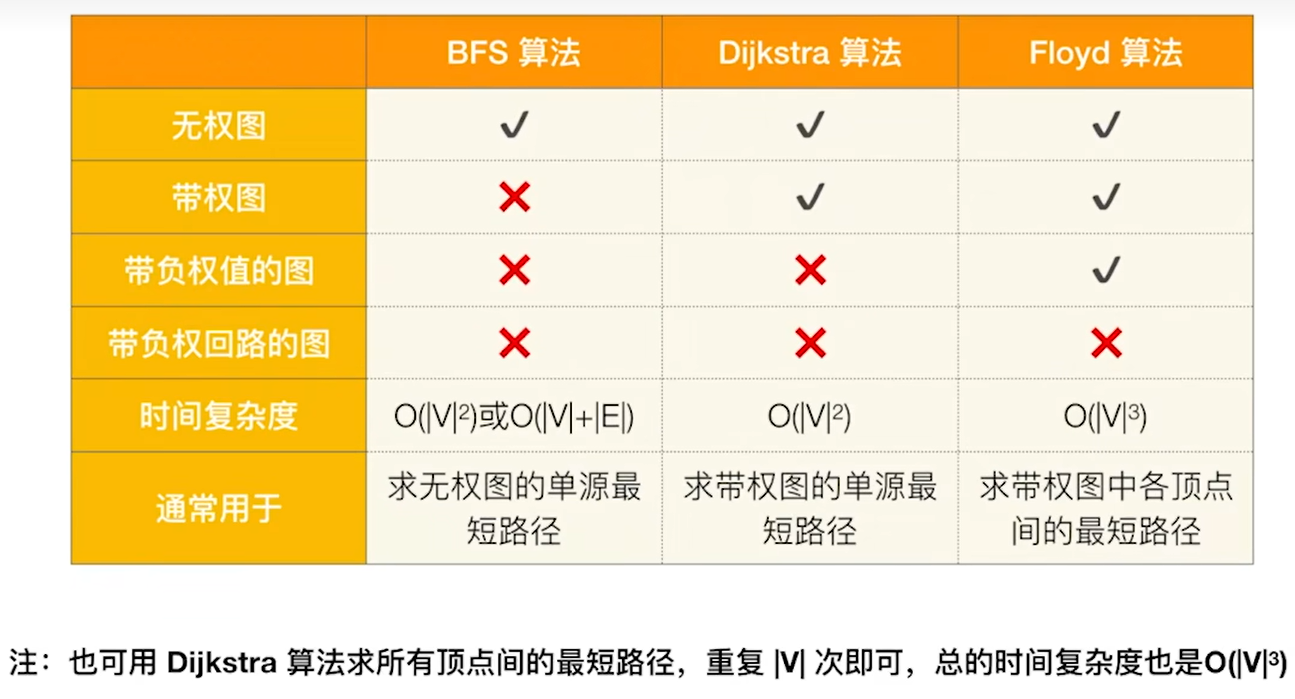 BFS 算法 Dijkstra 算法 Floyd 算法
无权图 ✓ ✓ ✓
带权图 ✕ ✓ ✓
带负权值的图 ✕ ✕ ✓
带负权回路的图 ✕ ✕ ✕
时间复杂度 O(|V|²)或O(|V|+|E|) O(|V|²) O(|V|³)
通常用于 求无权图的单源最短路径 求带权图的单源最短路径 求带权图中各顶点间的最短路径
注：也可用 Dijkstra 算法求所有顶点间的最短路径，重复 |V| 次即可，总的时间复杂度也是O(|V|³)